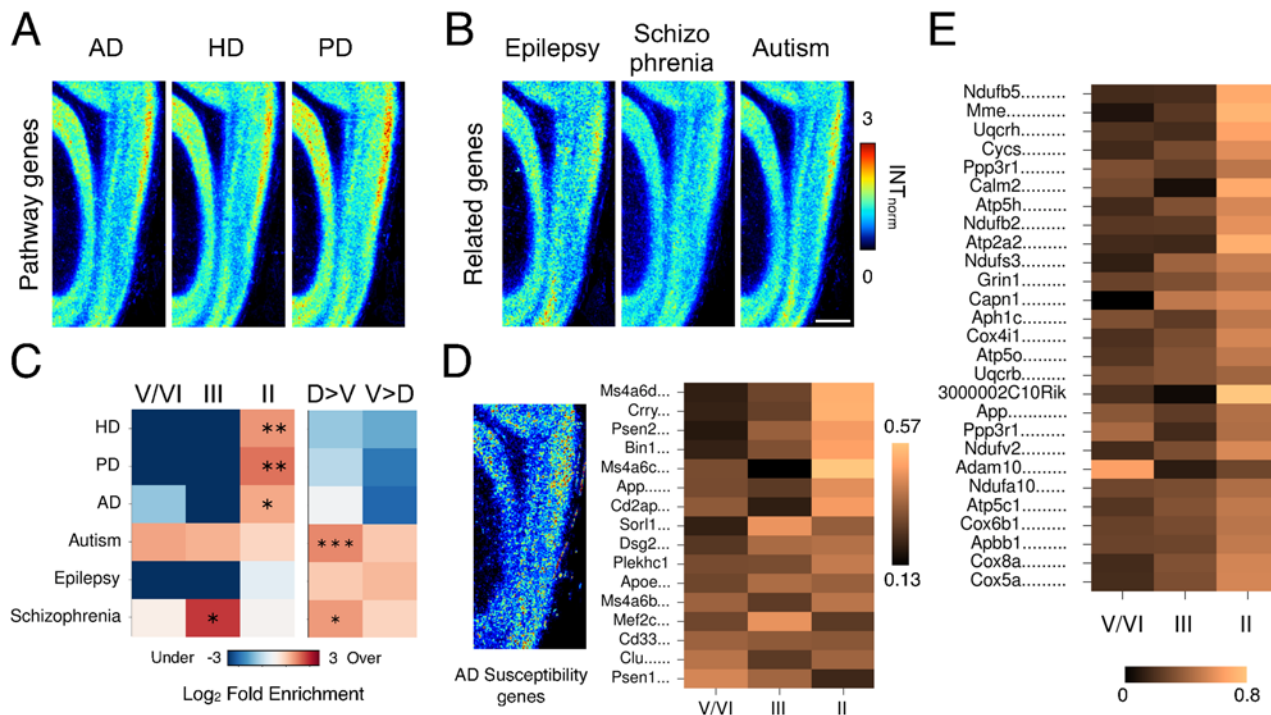 A
AD HD PD
Pathway genes
B
Epilepsy Schizo
phrenia Autism
Related genes
3
INTnorm
0
C
V/VI III II D>V V>D
HD **
PD **
AD *
Autism ***
Epilepsy
Schizophrenia * *
Under -3 3 Over
Log2 Fold Enrichment
D
AD Susceptibility
genes
Ms4a6d...
Crry...
Psen2...
Bin1...
Ms4a6c...
App......
Cd2ap...
Sorl1...
Dsg2...
Plekhc1...
Apoe...
Ms4a6b...
Mef2c...
Cd33...
Clu......
Psen1...
V/VI III II
0.57
0.13
E
Ndufb5.........
Mme.............
Uqcrh...........
Cycs............
Ppp3r1.........
Calm2..........
Atp5h...........
Ndufb2.........
Atp2a2.........
Ndufs3.........
Grin1............
Capn1..........
Aph1c..........
Cox4i1.........
Atp5o...........
Uqcrb...........
3000002C10Rik
App..............
Ppp3r1.........
Ndufv2.........
Adam10.......
Ndufa10......
Atp5c1.........
Cox6b1........
Apbb1..........
Cox8a..........
Cox5a..........
V/VI III II
0 0.8